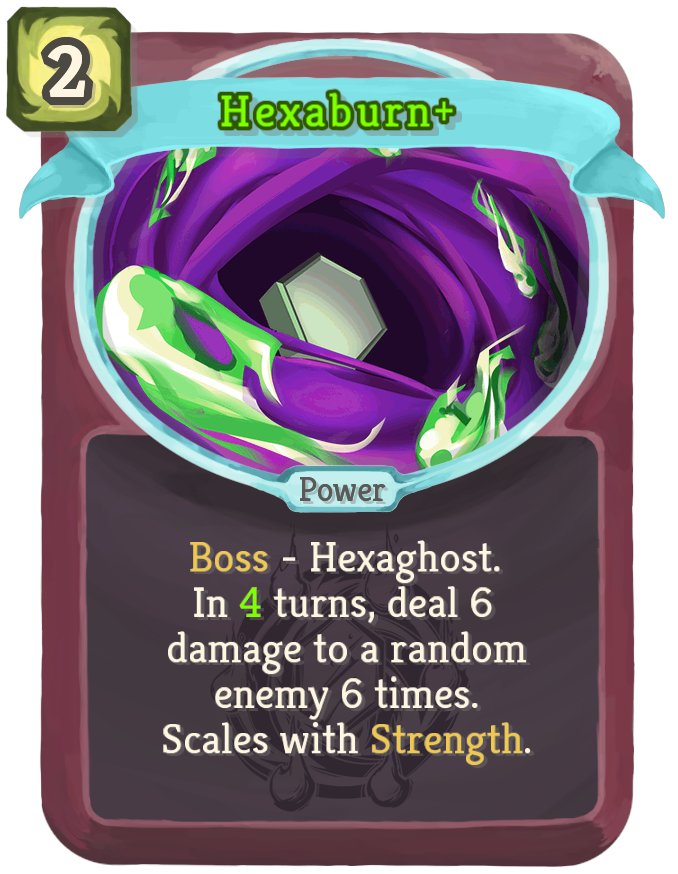 2
Hexaburn+
Power
Boss - Hexaghost.
In 4 turns, deal 6
damage to a random
enemy 6 times.
Scales with Strength.